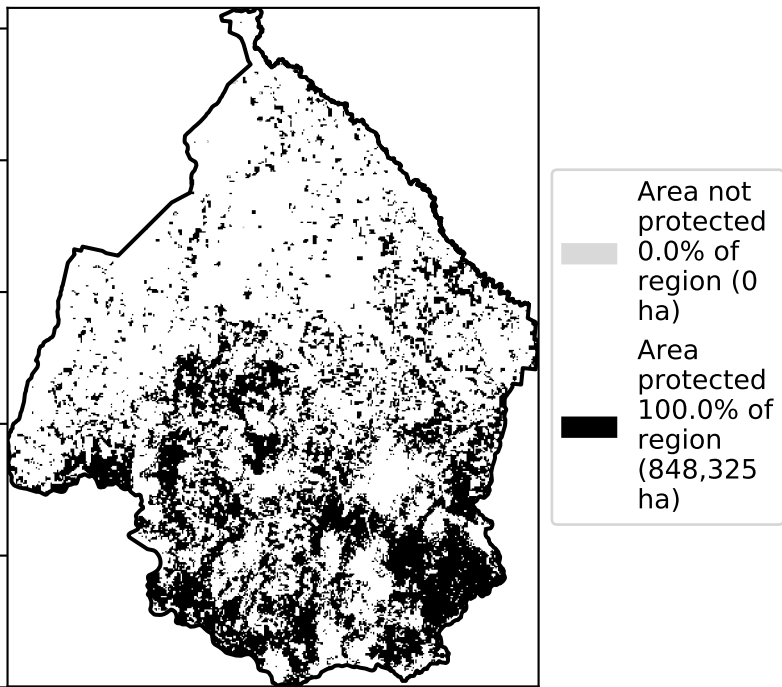 Area not
protected
0.0% of
region (0
ha)
Area
protected
100.0% of
region
(848,325
ha)